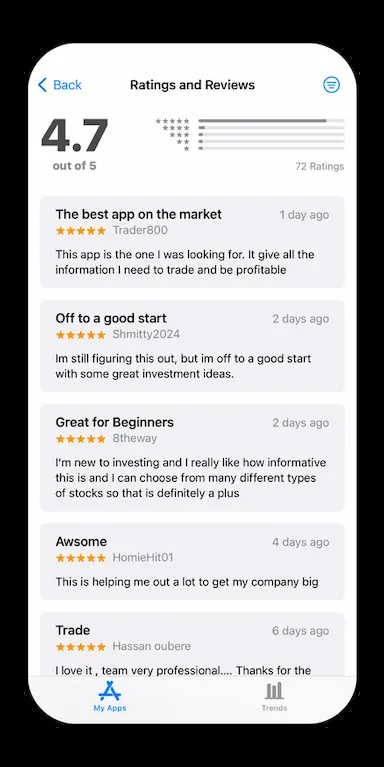 Back
Ratings and Reviews
4.7
out of 5
72 Ratings
The best app on the market 1 day ago
Trader800
This app is the one I was looking for. It give all the
information I need to trade and be profitable
Off to a good start 2 days ago
Shmitty2024
Im still figuring this out, but im off to a good start
with some great investment ideas.
Great for Beginners 2 days ago
8theway
I'm new to investing and I really like how informative
this is and I can choose from many different types
of stocks so that is definitely a plus
Awsome 4 days ago
HomieHit01
This is helping me out a lot to get my company big
Trade 6 days ago
Hassan oubere
I love it , team very professional.... Thanks for the
My Apps Trends